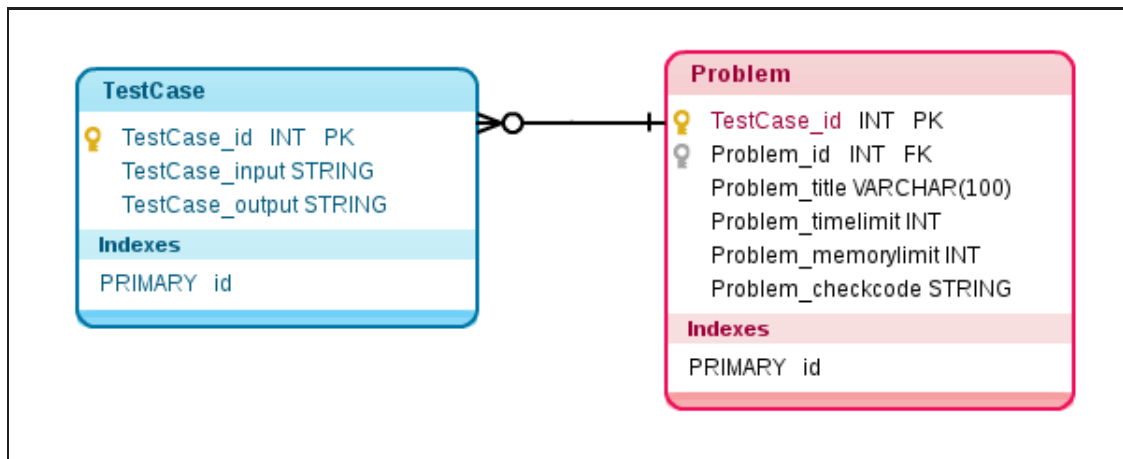 TestCase
TestCase_id INT PK
TestCase_input STRING
TestCase_output STRING
Indexes
PRIMARY id
Problem
TestCase_id INT PK
Problem_id INT FK
Problem_title VARCHAR(100)
Problem_timelimit INT
Problem_memorylimit INT
Problem_checkcode STRING
Indexes
PRIMARY id